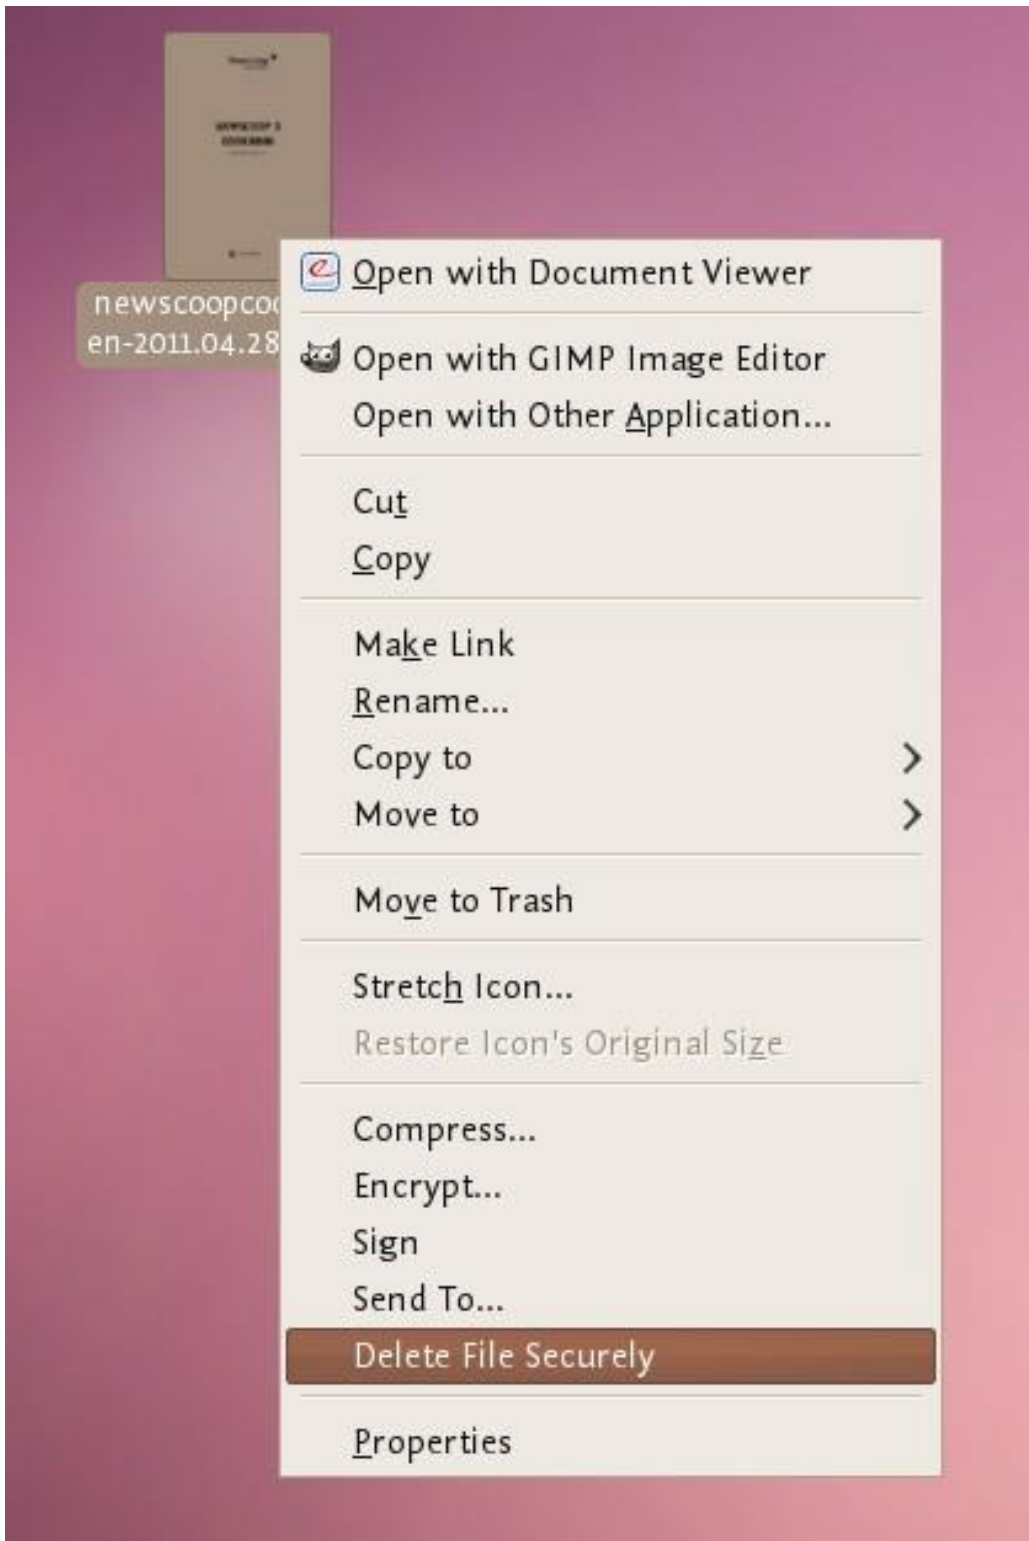 newscoopcoo
en-2011.04.28
Open with Document Viewer
Open with GIMP Image Editor
Open with Other Application...
Cut
Copy
Make Link
Rename...
Copy to
Move to
Move to Trash
Stretch Icon...
Restore Icon's Original Size
Compress...
Encrypt...
Sign
Send To...
Delete File Securely
Properties